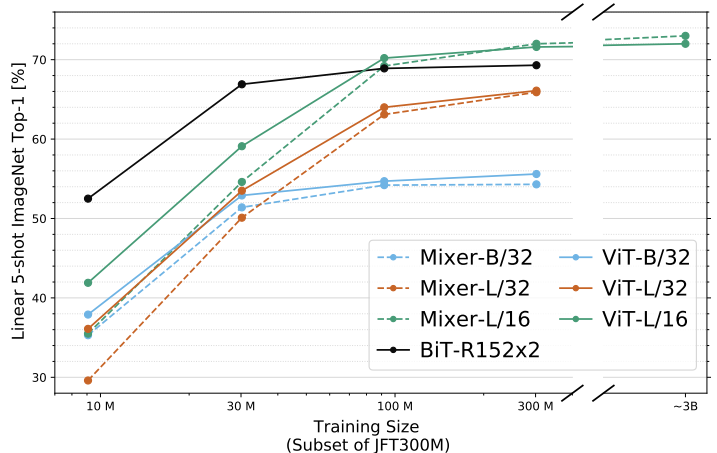 Linear 5-shot ImageNet Top-1 [%]
70
60
50
40
30
Mixer-B/32
ViT-B/32
Mixer-L/32
ViT-L/32
Mixer-L/16
ViT-L/16
BiT-R152x2
10 M
30 M
100 M
300 M
~3B
Training Size
(Subset of JFT300M)